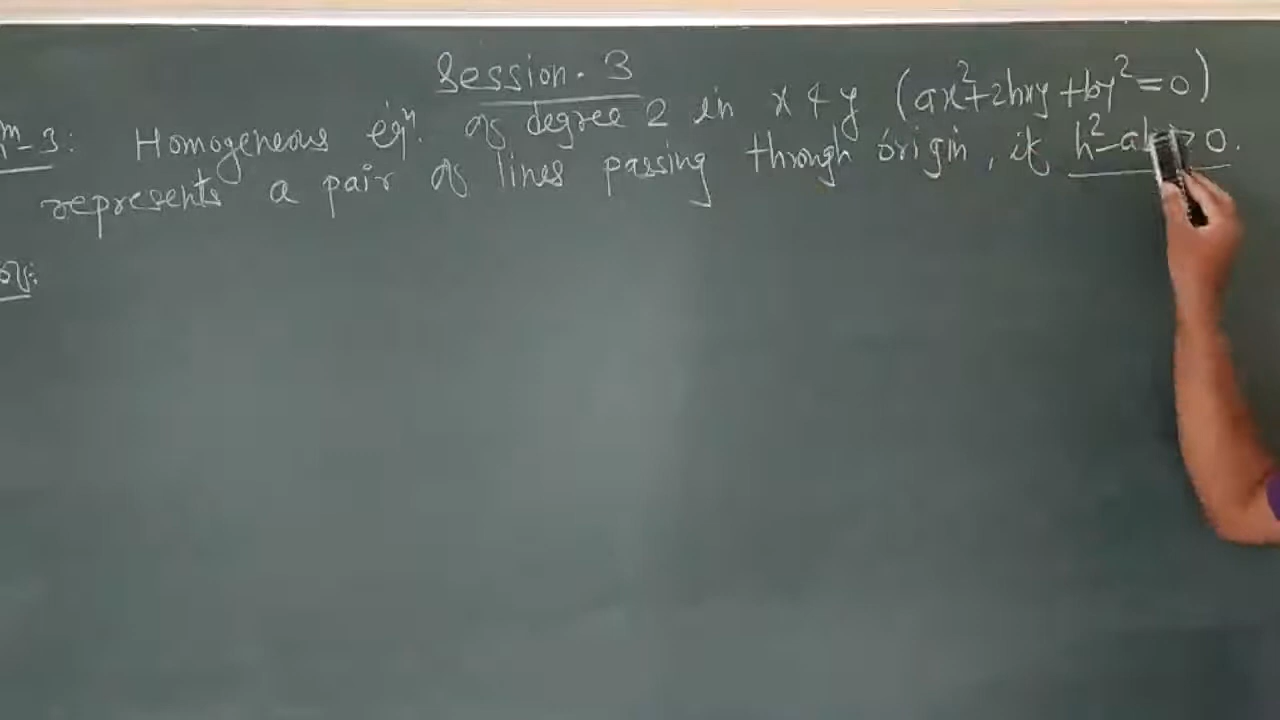 Session. 3
m-3: Homogeneous eqn. of degree 2 in x & y (ax²+2hxy+by²=0)
represents a pair of lines passing through origin, if h²-ab 0.